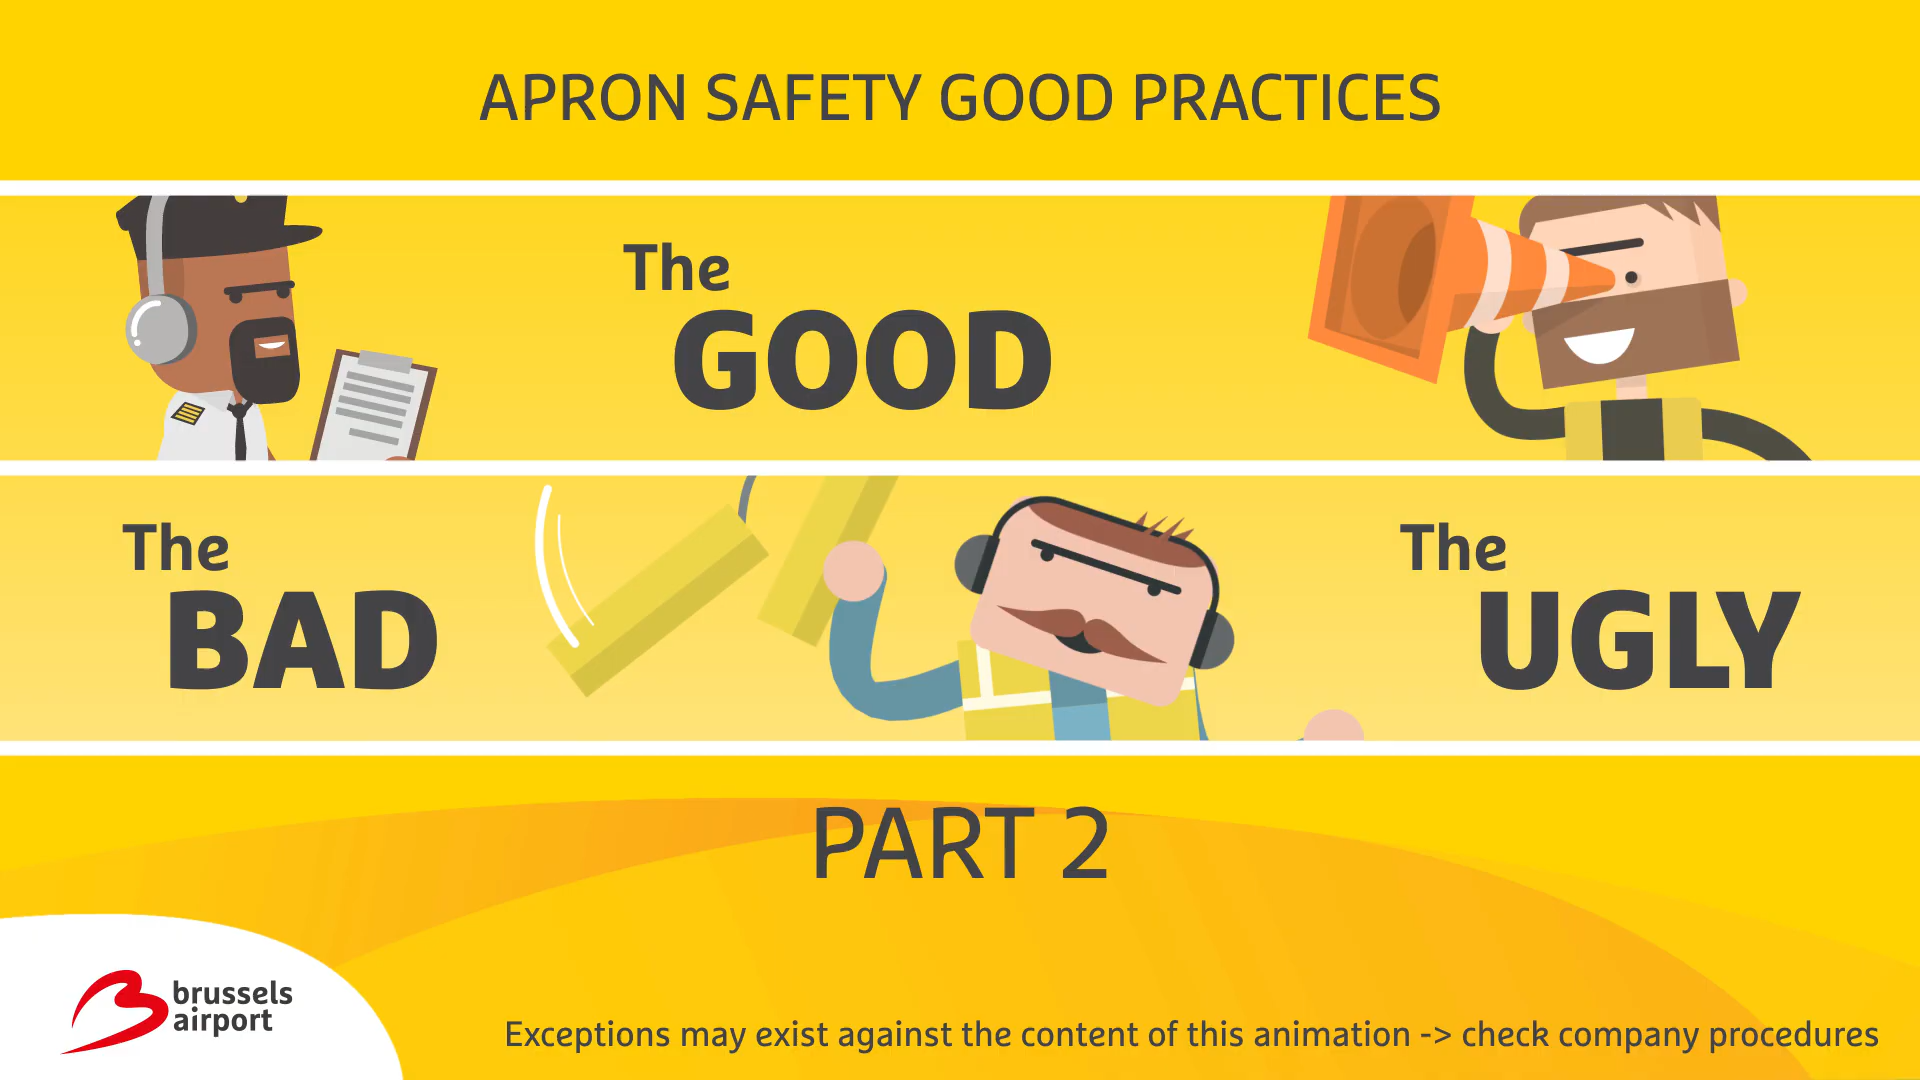 APRON SAFETY GOOD PRACTICES
The
GOOD
The
BAD
The
UGLY
PART 2
brussels
airport
Exceptions may exist against the content of this animation -> check company procedures